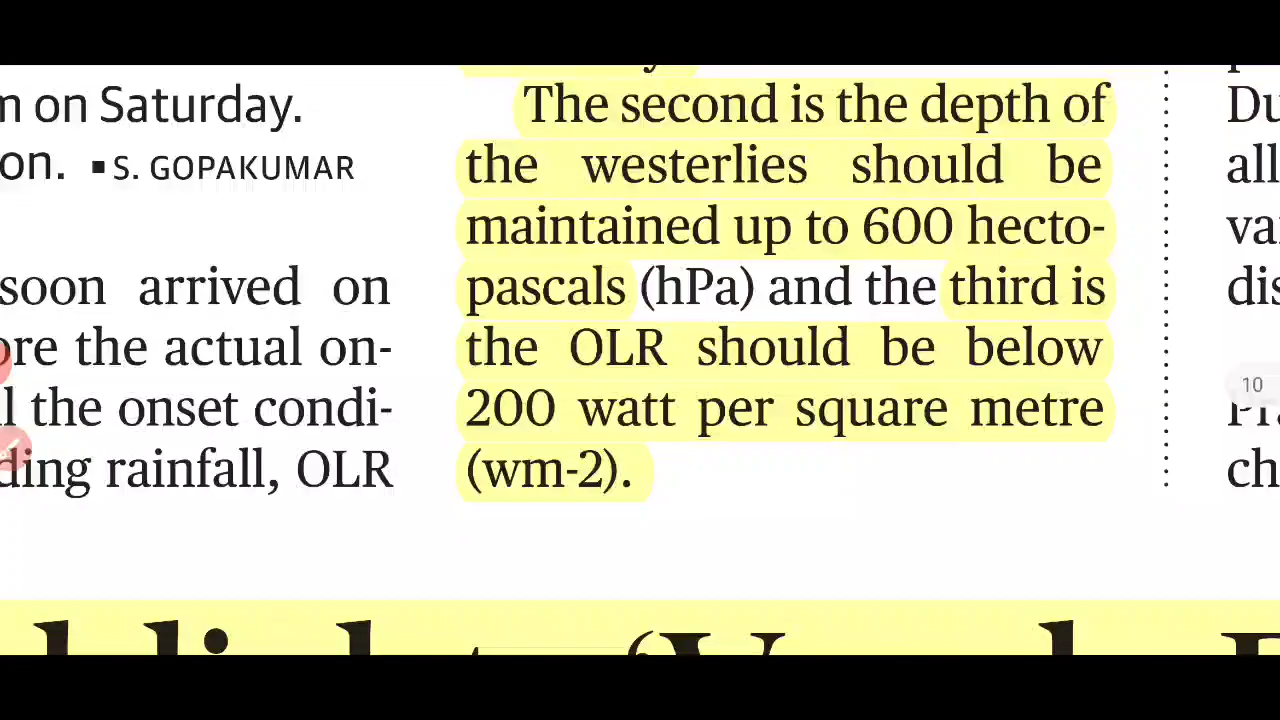 m on Saturday.
on. ▪ S. GOPAKUMAR
soon arrived on
ore the actual on-
l the onset condi-
ding rainfall, OLR
The second is the depth of
the westerlies should be
maintained up to 600 hecto-
pascals (hPa) and the third is
the OLR should be below
200 watt per square metre
(wm-2).
Du
all
va
dis
10
ch